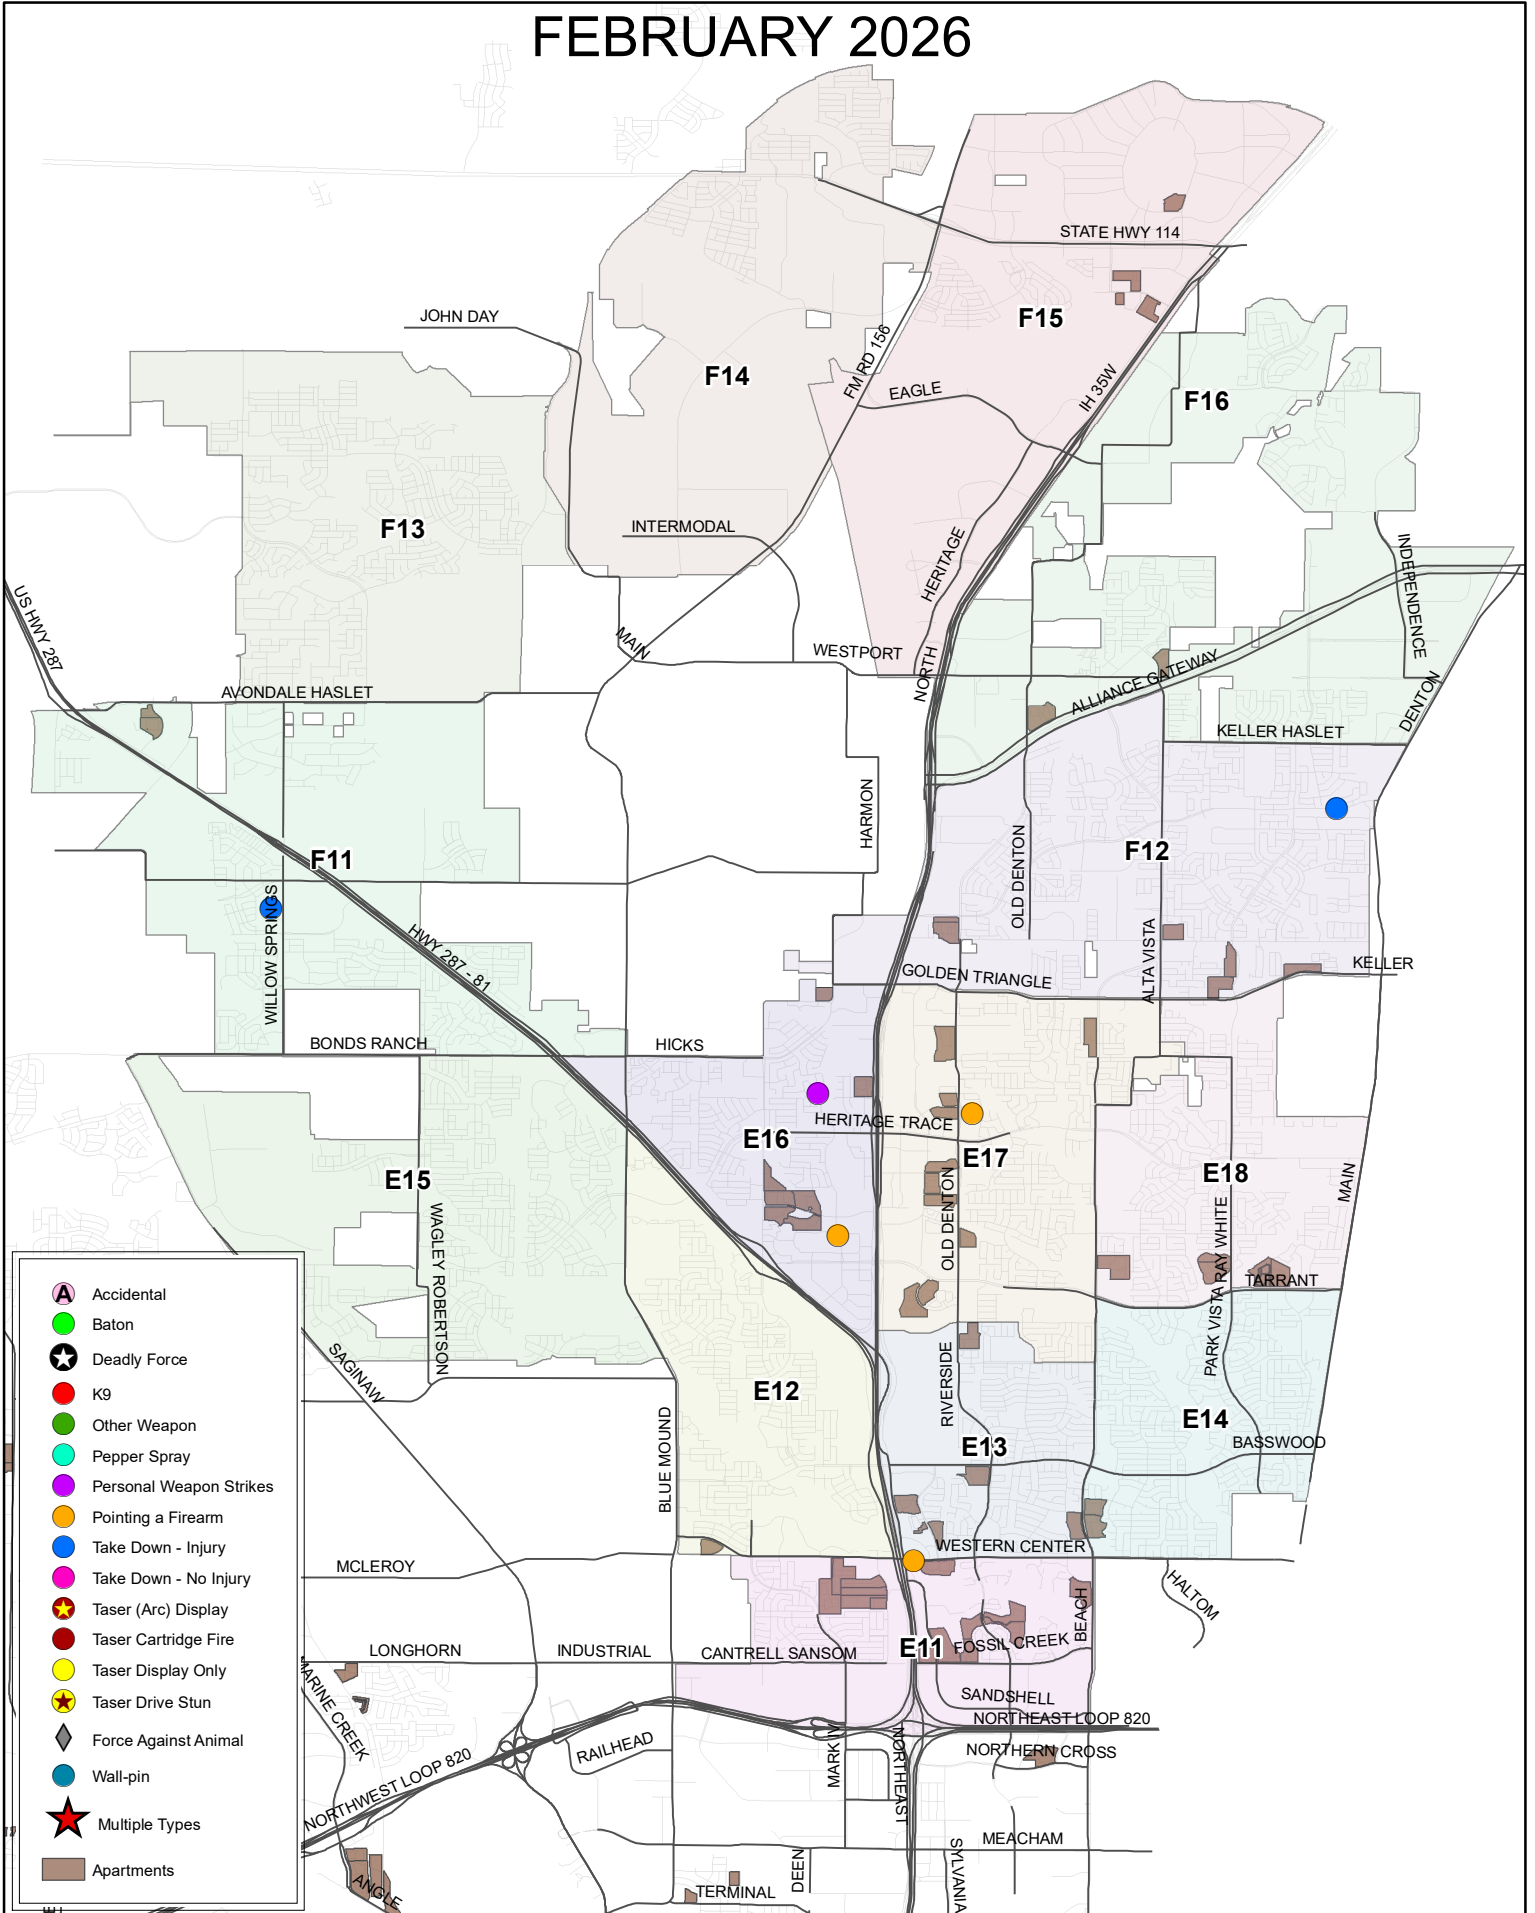 FEBRUARY 2026
STATE HWY 114
JOHN DAY
F15
FM RD 156
F14
EAGLE
IH 35W
F16
F13
INTERMODAL
HERITAGE
INDEPENDENCE
US HWY 287
MAIN
WESTPORT
NORTH
ALLIANCE GATEWAY
AVONDALE HASLET
DENTON
KELLER HASLET
HARMON
F11
OLD DENTON
F12
WILLOW SPRINGS
HWY 287 - 81
ALTA VISTA
GOLDEN TRIANGLE
KELLER
BONDS RANCH
HICKS
HERITAGE TRACE
E16
E17
E15
E18
MAIN
WAGLEY ROBERTSON
OLD DENTON
PARK VISTA RAY WHITE
TARRANT
SAGINAW
RIVERSIDE
E12
E14
BLUE MOUND
E13
BASSWOOD
WESTERN CENTER
MCLEROY
HALTOM
BEACH
E11
FOSSIL CREEK
LONGHORN
INDUSTRIAL
CANTRELL SANSOM
MARINE CREEK
SANDSHELL
NORTHEAST LOOP 820
RAILHEAD
MARK IV
NORTHEAST
NORTHERN CROSS
NORTHWEST LOOP 820
MEACHAM
DEEN
SYLVANIA
ANGLE
TERMINAL
A Accidental
Baton
Deadly Force
K9
Other Weapon
Pepper Spray
Personal Weapon Strikes
Pointing a Firearm
Take Down - Injury
Take Down - No Injury
Taser (Arc) Display
Taser Cartridge Fire
Taser Display Only
Taser Drive Stun
Force Against Animal
Wall-pin
Multiple Types
Apartments